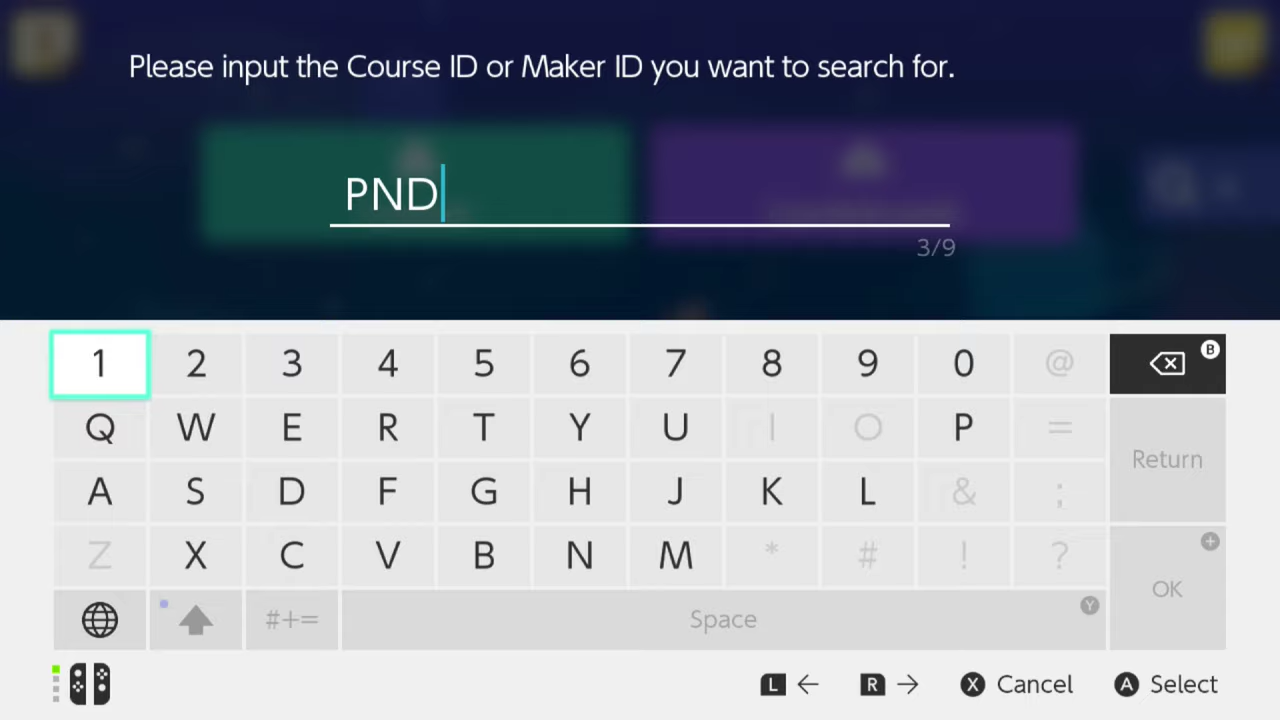 Please input the Course ID or Maker ID you want to search for.
PND
3/9
1 2 3 4 5 6 7 8 9 0 @ B
Q W E R T Y U I O P =
Return
A S D F G H J K L & ;
Z X C V B N M * # ! ? +
OK
#+= Space Y
L ← R → X Cancel A Select